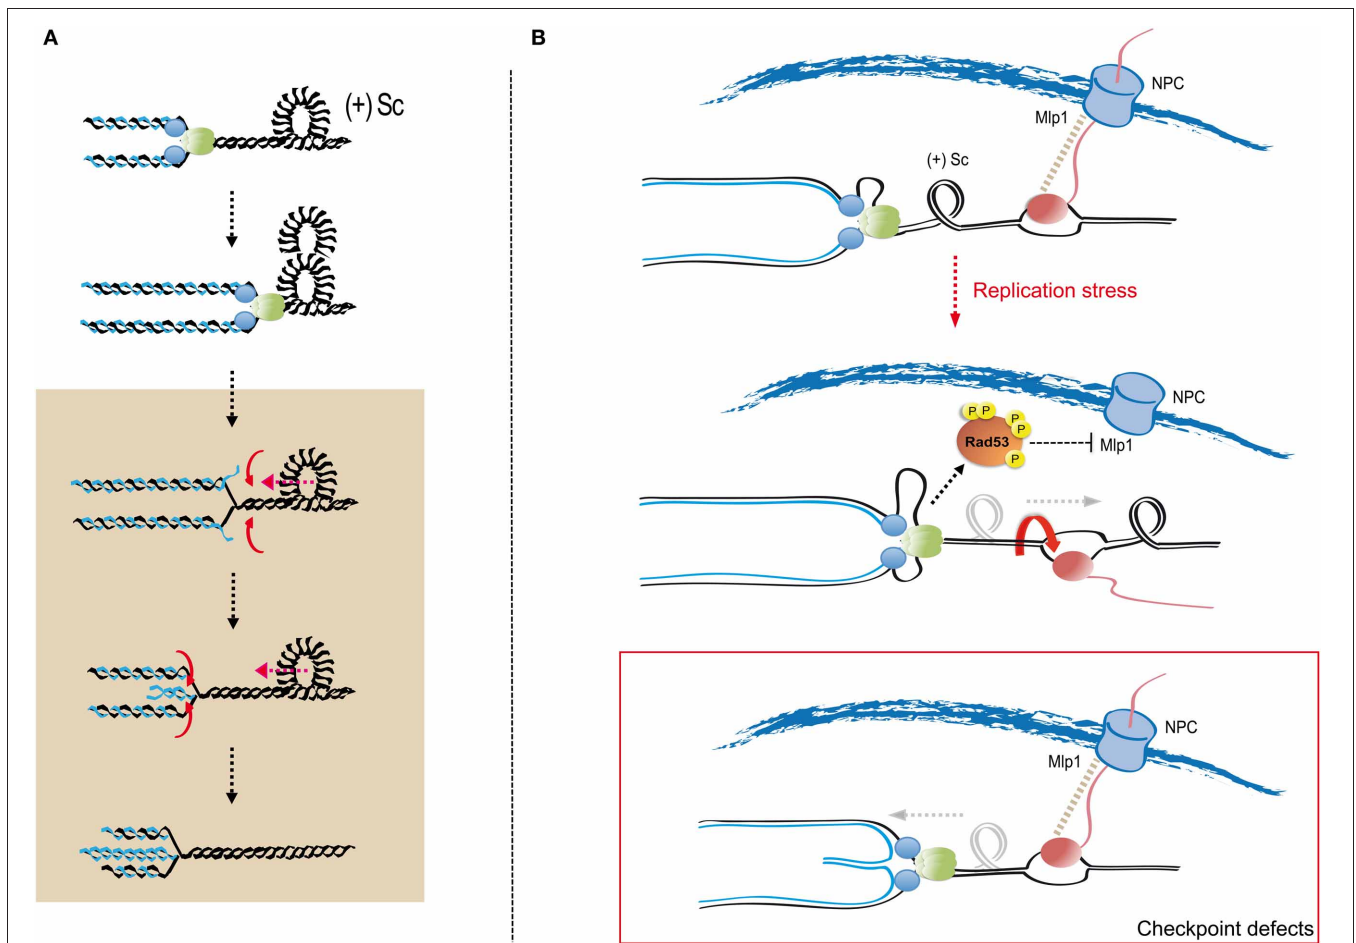 A
(+) Sc
B
NPC
Mlp1
(+) Sc
Replication stress
NPC
P P P P P
Rad53
Mlp1
NPC
Mlp1
Checkpoint defects